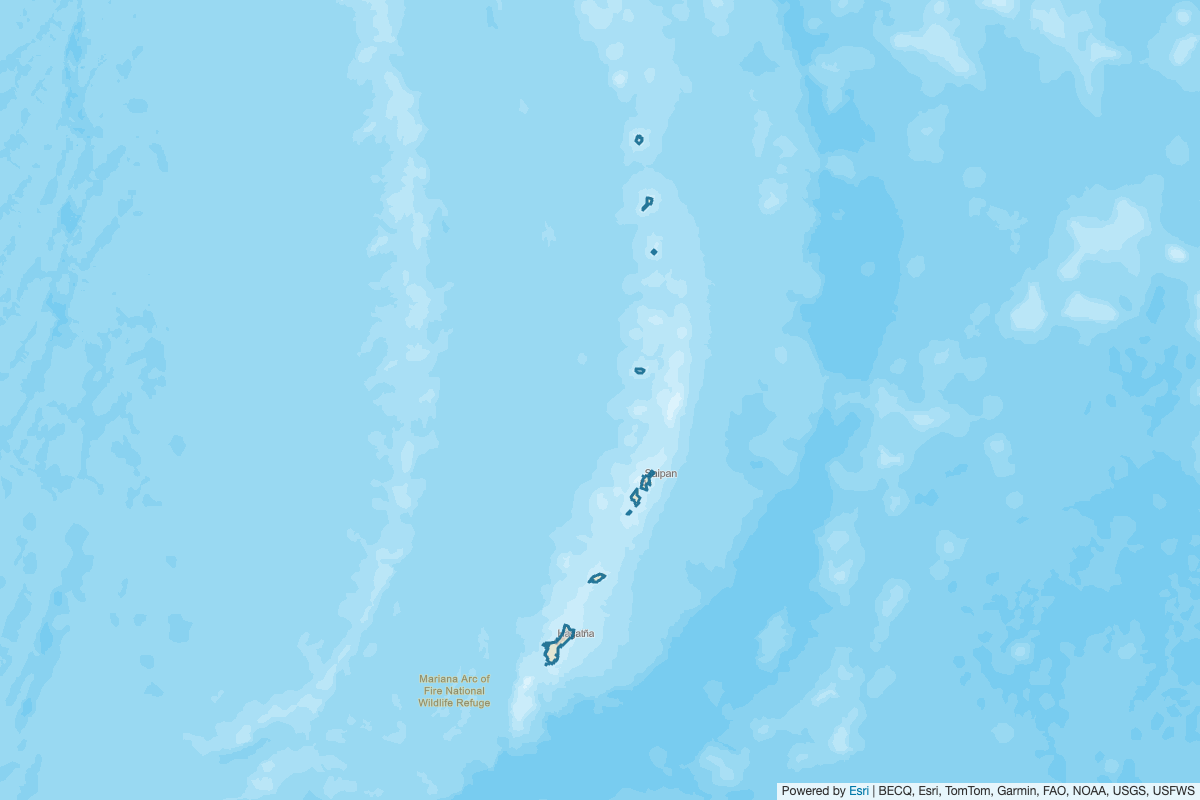 Saipan
Hagåtña
Mariana Arc of
Fire National
Wildlife Refuge
Powered by Esri | BECQ, Esri, TomTom, Garmin, FAO, NOAA, USGS, USFWS